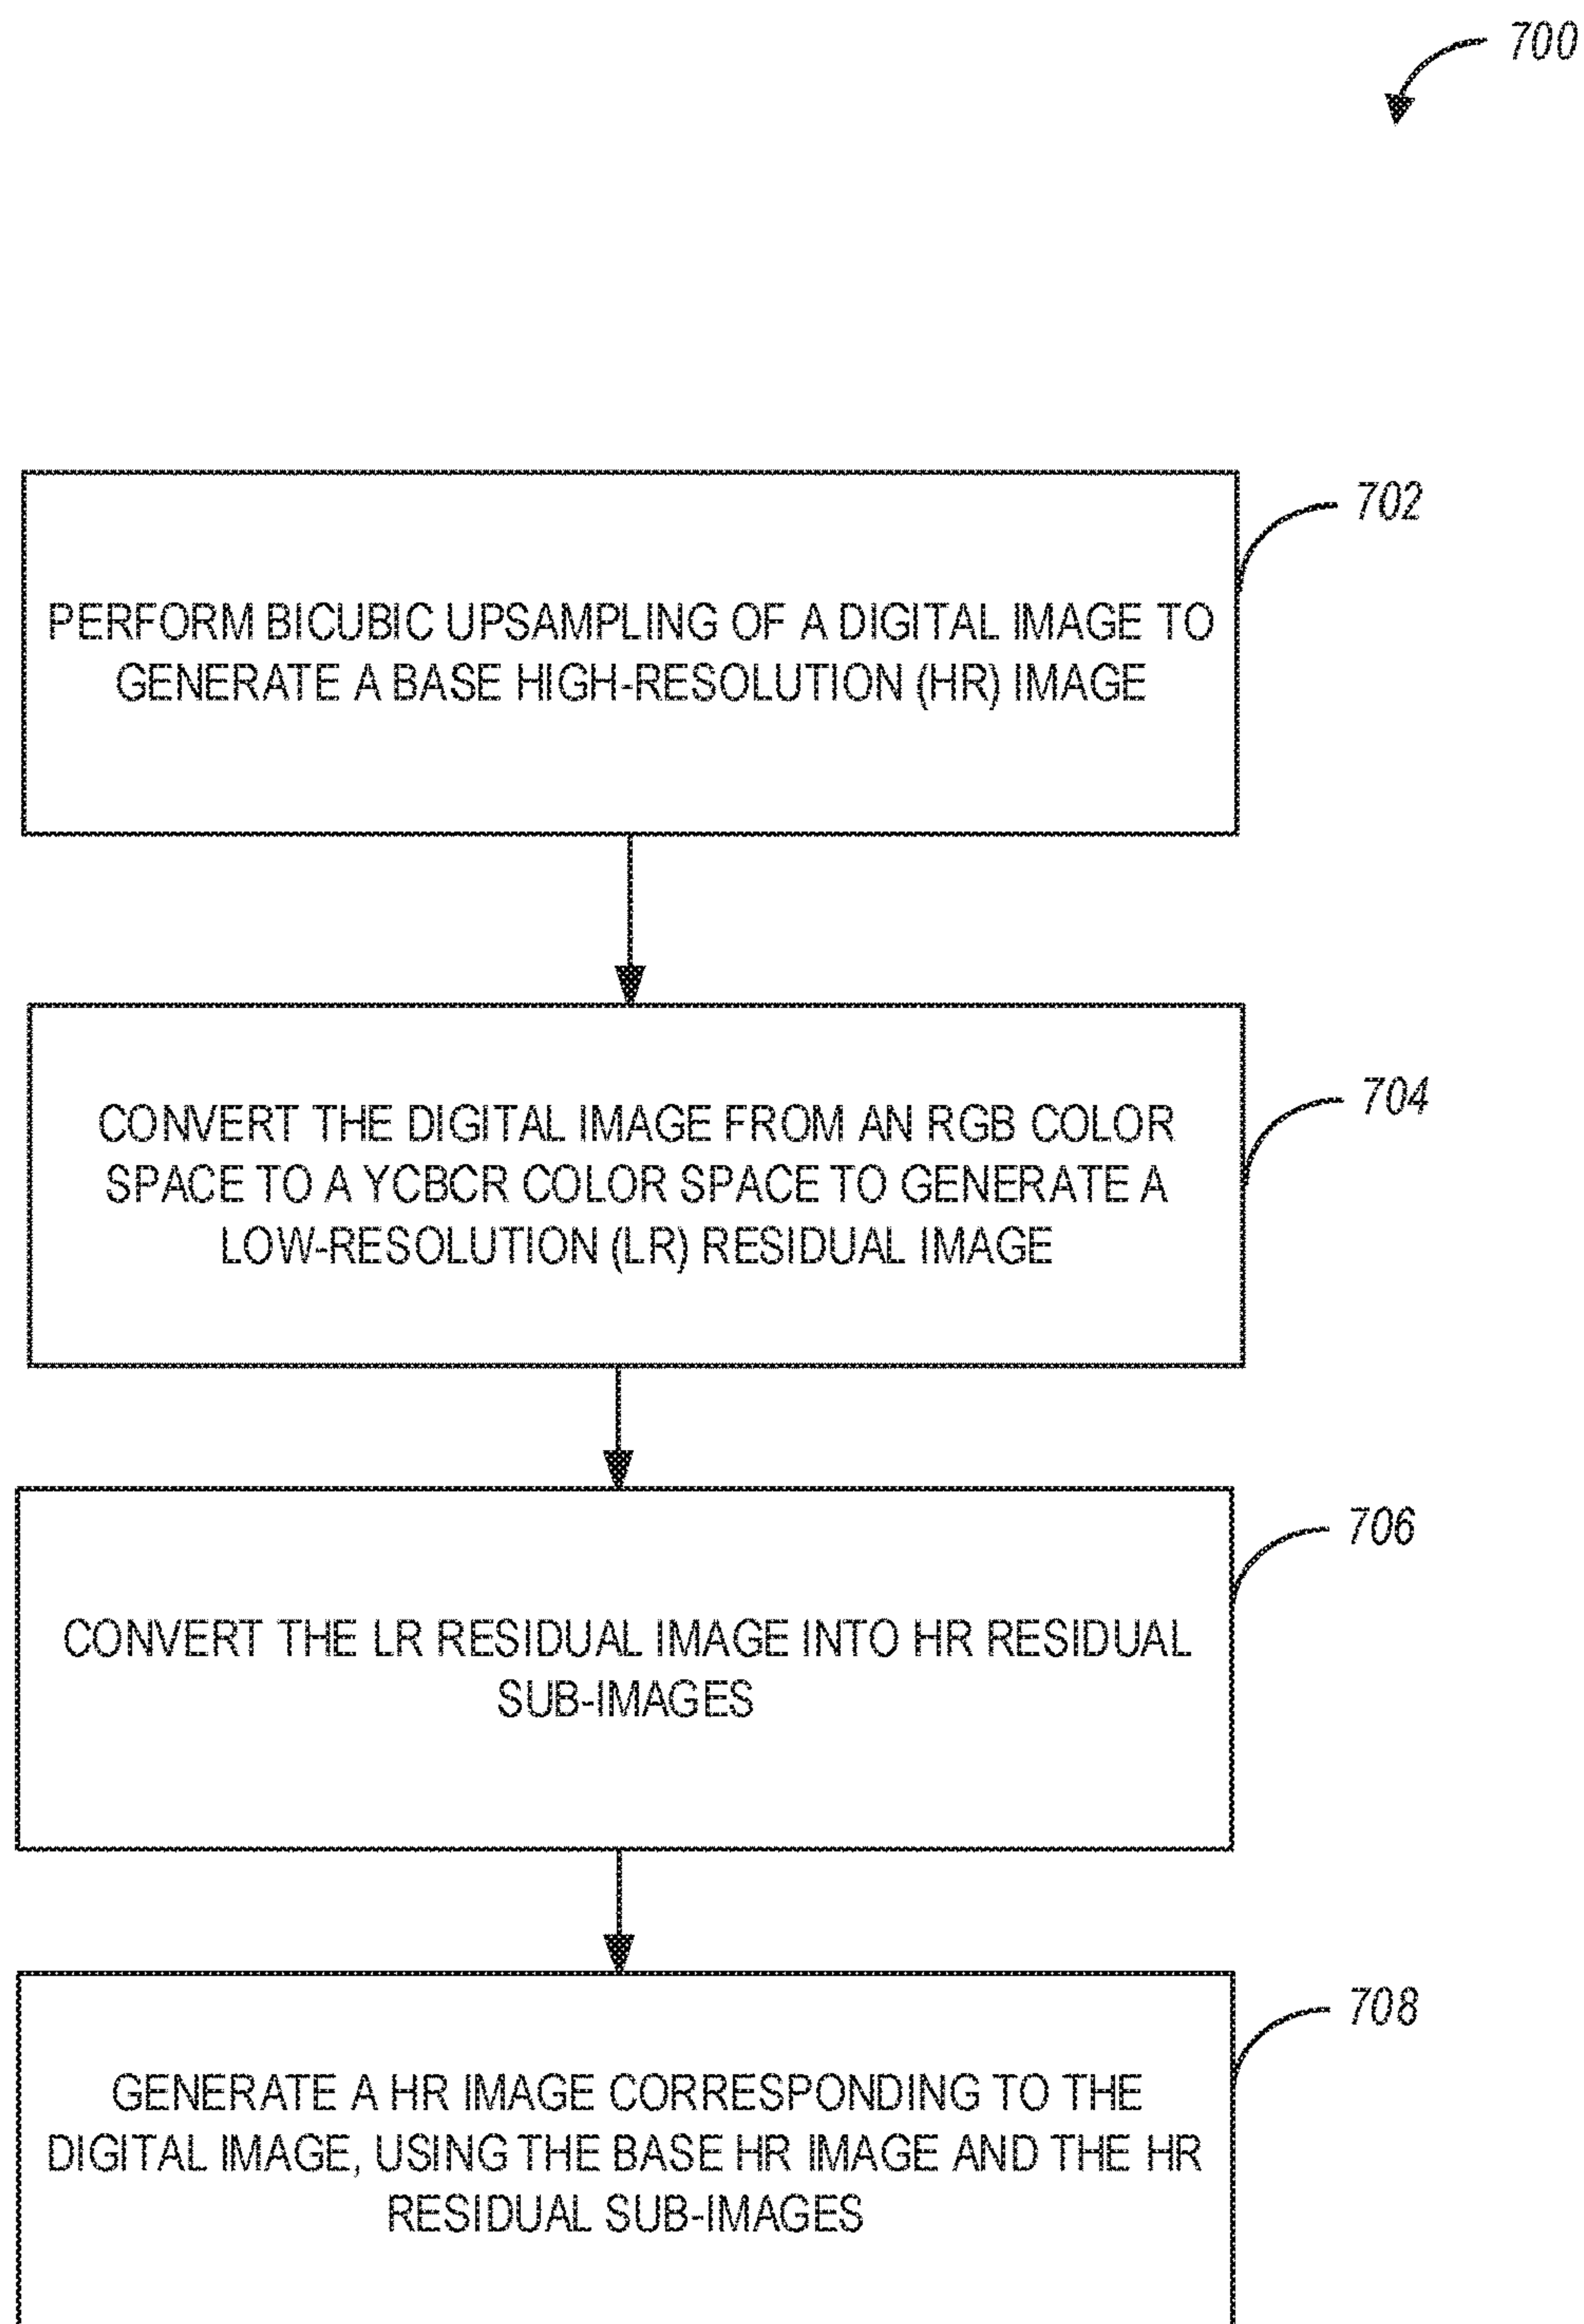 700
702
PERFORM BICUBIC UPSAMPLING OF A DIGITAL IMAGE TO
GENERATE A BASE HIGH-RESOLUTION (HR) IMAGE
704
CONVERT THE DIGITAL IMAGE FROM AN RGB COLOR
SPACE TO A YCBCR COLOR SPACE TO GENERATE A
LOW-RESOLUTION (LR) RESIDUAL IMAGE
706
CONVERT THE LR RESIDUAL IMAGE INTO HR RESIDUAL
SUB-IMAGES
708
GENERATE A HR IMAGE CORRESPONDING TO THE
DIGITAL IMAGE, USING THE BASE HR IMAGE AND THE HR
RESIDUAL SUB-IMAGES